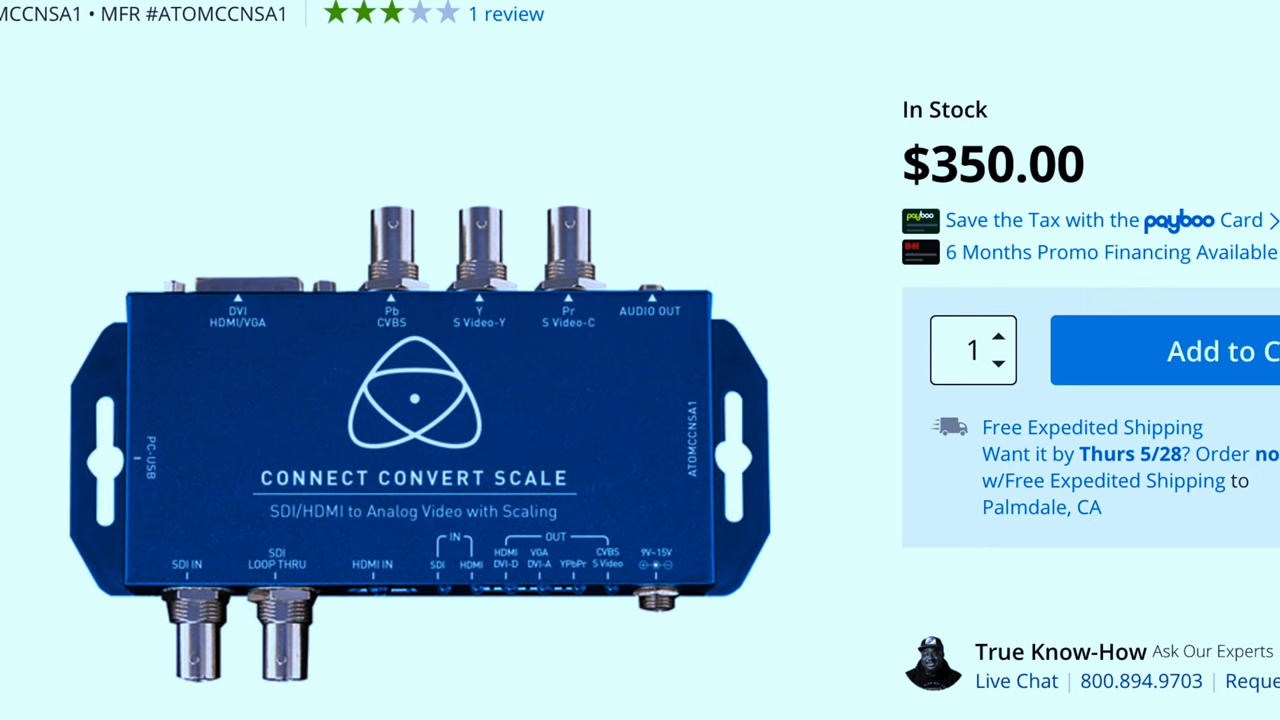 MCCNSA1 • MFR #ATOMCCNSA1 1 review
In Stock
$350.00
payboo Save the Tax with the payboo Card
B&H 6 Months Promo Financing Available
1 Add to C
Free Expedited Shipping
Want it by Thurs 5/28? Order no
w/Free Expedited Shipping to
Palmdale, CA
True Know-How Ask Our Experts
Live Chat | 800.894.9703 | Reque
DVI
HDMI/VGA
Pb
CVBS
Y
S Video-Y
Pr
S Video-C
AUDIO OUT
PC-USB
ATOMCCNSA1
CONNECT CONVERT SCALE
SDI/HDMI to Analog Video with Scaling
SDI IN
SDI
LOOP THRU
HDMI IN
IN
SDI HDMI
OUT
HDMI
DVI-D
VGA
DVI-A
YPbPr
CVBS
S Video
9V~15V